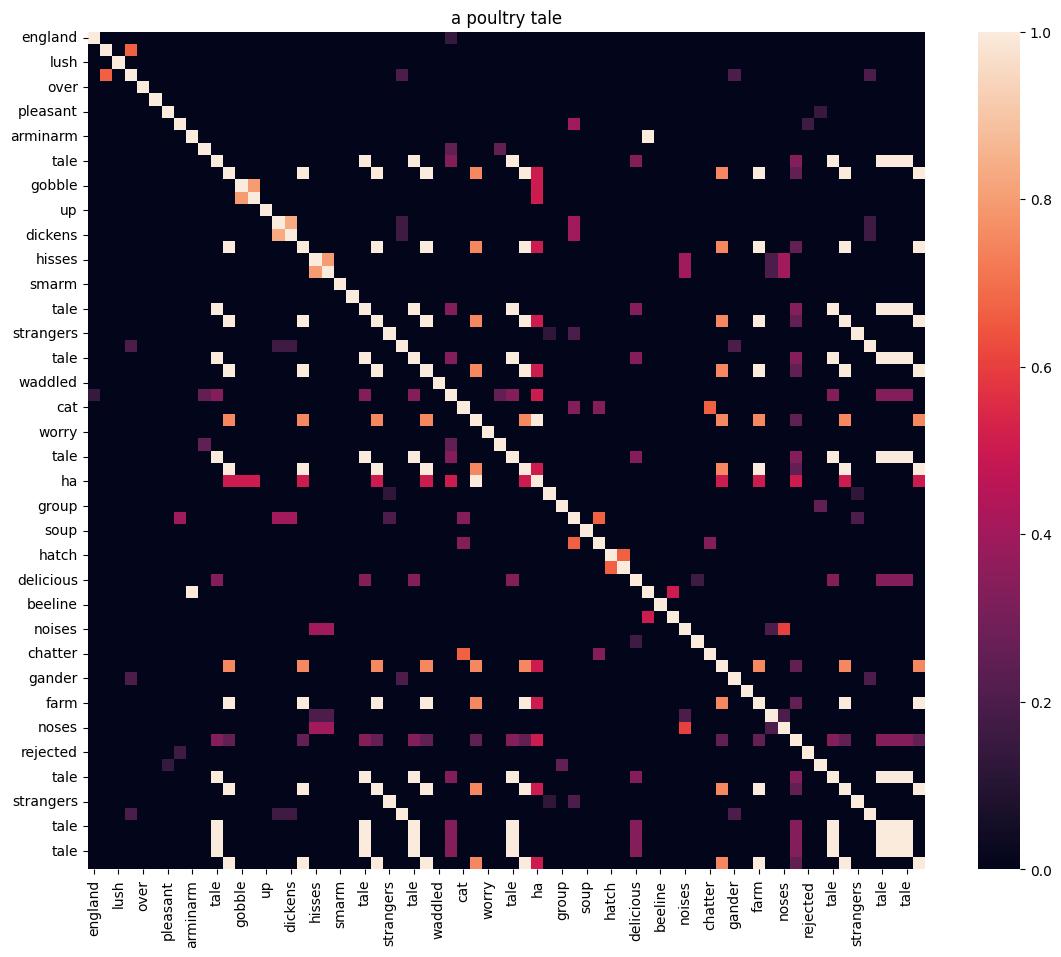 a poultry tale
england
lush
over
pleasant
arminarm
tale
gobble
up
dickens
hisses
smarm
tale
strangers
tale
waddled
cat
worry
tale
ha
group
soup
hatch
delicious
beeline
noises
chatter
gander
farm
noses
rejected
tale
strangers
tale
tale
england
lush
over
pleasant
arminarm
tale
gobble
up
dickens
hisses
smarm
tale
strangers
tale
waddled
cat
worry
tale
ha
group
soup
hatch
delicious
beeline
noises
chatter
gander
farm
noses
rejected
tale
strangers
tale
tale
1.0
0.8
0.6
0.4
0.2
0.0